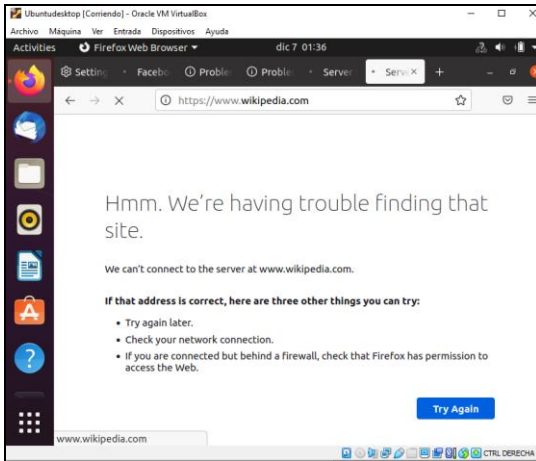 Ubuntudesktop [Corriendo] - Oracle VM VirtualBox
Archivo Máquina Ver Entrada Dispositivos Ayuda
Activities Firefox Web Browser dic 7 01:36
Setting Facebo Proble Proble Server Serve
https://www.wikipedia.com
Hmm. We're having trouble finding that
site.
We can't connect to the server at www.wikipedia.com.
If that address is correct, here are three other things you can try:
• Try again later.
• Check your network connection.
• If you are connected but behind a firewall, check that Firefox has permission to
access the Web.
Try Again
www.wikipedia.com
CTRL DERECHA